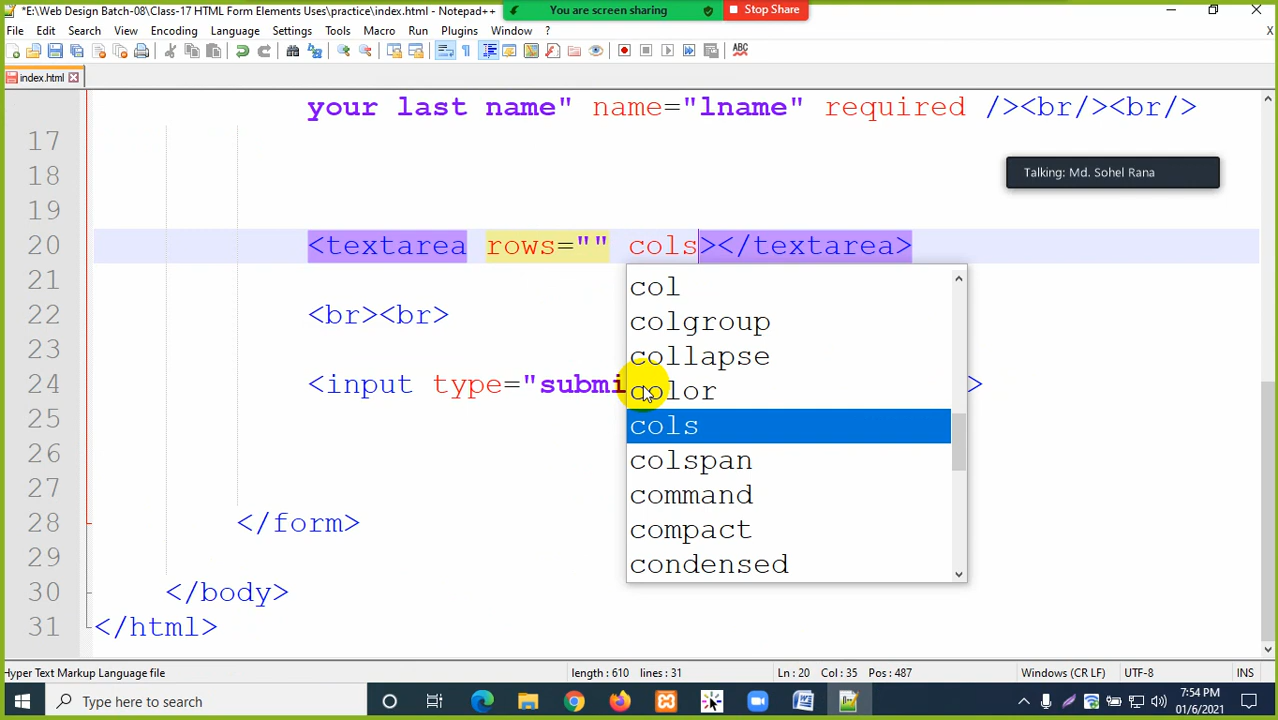 *E:\Web Design Batch-08\Class-17 HTML Form Elements Uses\practice\index.html - Notepad++
You are screen sharing
Stop Share
File Edit Search View Encoding Language Settings Tools Macro Run Plugins Window ?
X
ABC
index.html
your last name" name="lname" required /><br/><br/>
17
18
Talking: Md. Sohel Rana
19
20 <textarea rows="" cols></textarea>
21
col
22 <br><br>
colgroup
23
collapse
24 <input type="submi >
color
25
cols
26
colspan
27
command
28 </form>
compact
29
condensed
30 </body>
31 </html>
Hyper Text Markup Language file length : 610 lines : 31 Ln : 20 Col : 35 Pos : 487 Windows (CR LF) UTF-8 INS
Type here to search
7:54 PM
01/6/2021